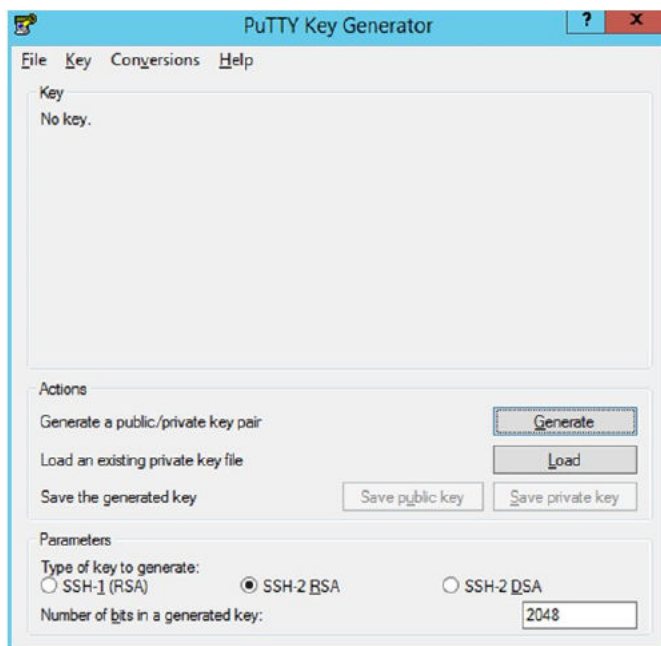 PuTTY Key Generator
? x
File Key Conversions Help
Key
No key.
Actions
Generate a public/private key pair
Generate
Load an existing private key file
Load
Save the generated key
Save public key
Save private key
Parameters
Type of key to generate:
SSH-1 (RSA)
SSH-2 RSA
SSH-2 DSA
Number of bits in a generated key:
2048